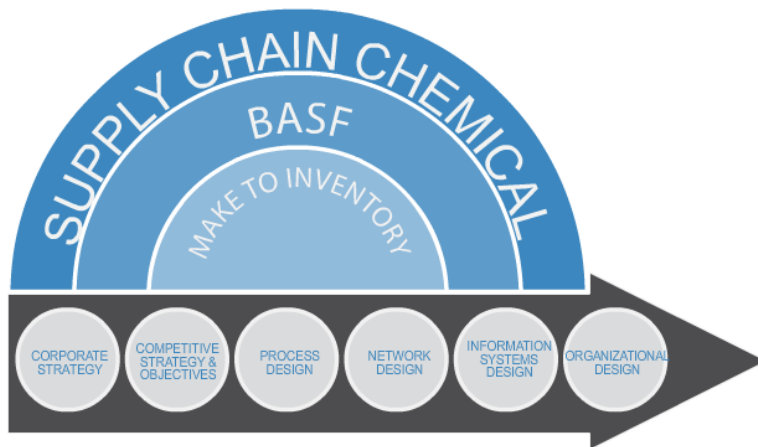 SUPPLY CHAIN CHEMICAL
BASF
MAKE TO INVENTORY
CORPORATE
STRATEGY
COMPETITIVE
STRATEGY &
OBJECTIVES
PROCESS
DESIGN
NETWORK
DESIGN
INFORMATION
SYSTEMS
DESIGN
ORGANIZATIONAL
DESIGN